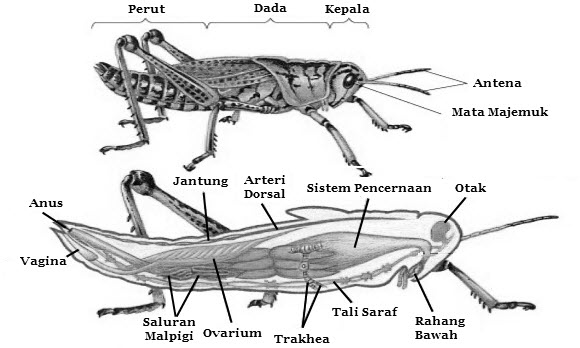 Perut Dada Kepala
Antena
Mata Majemuk
Jantung
Arteri
Dorsal
Sistem Pencernaan
Otak
Anus
Vagina
Saluran
Malpigi
Ovarium
Trakhea
Tali Saraf
Rahang
Bawah